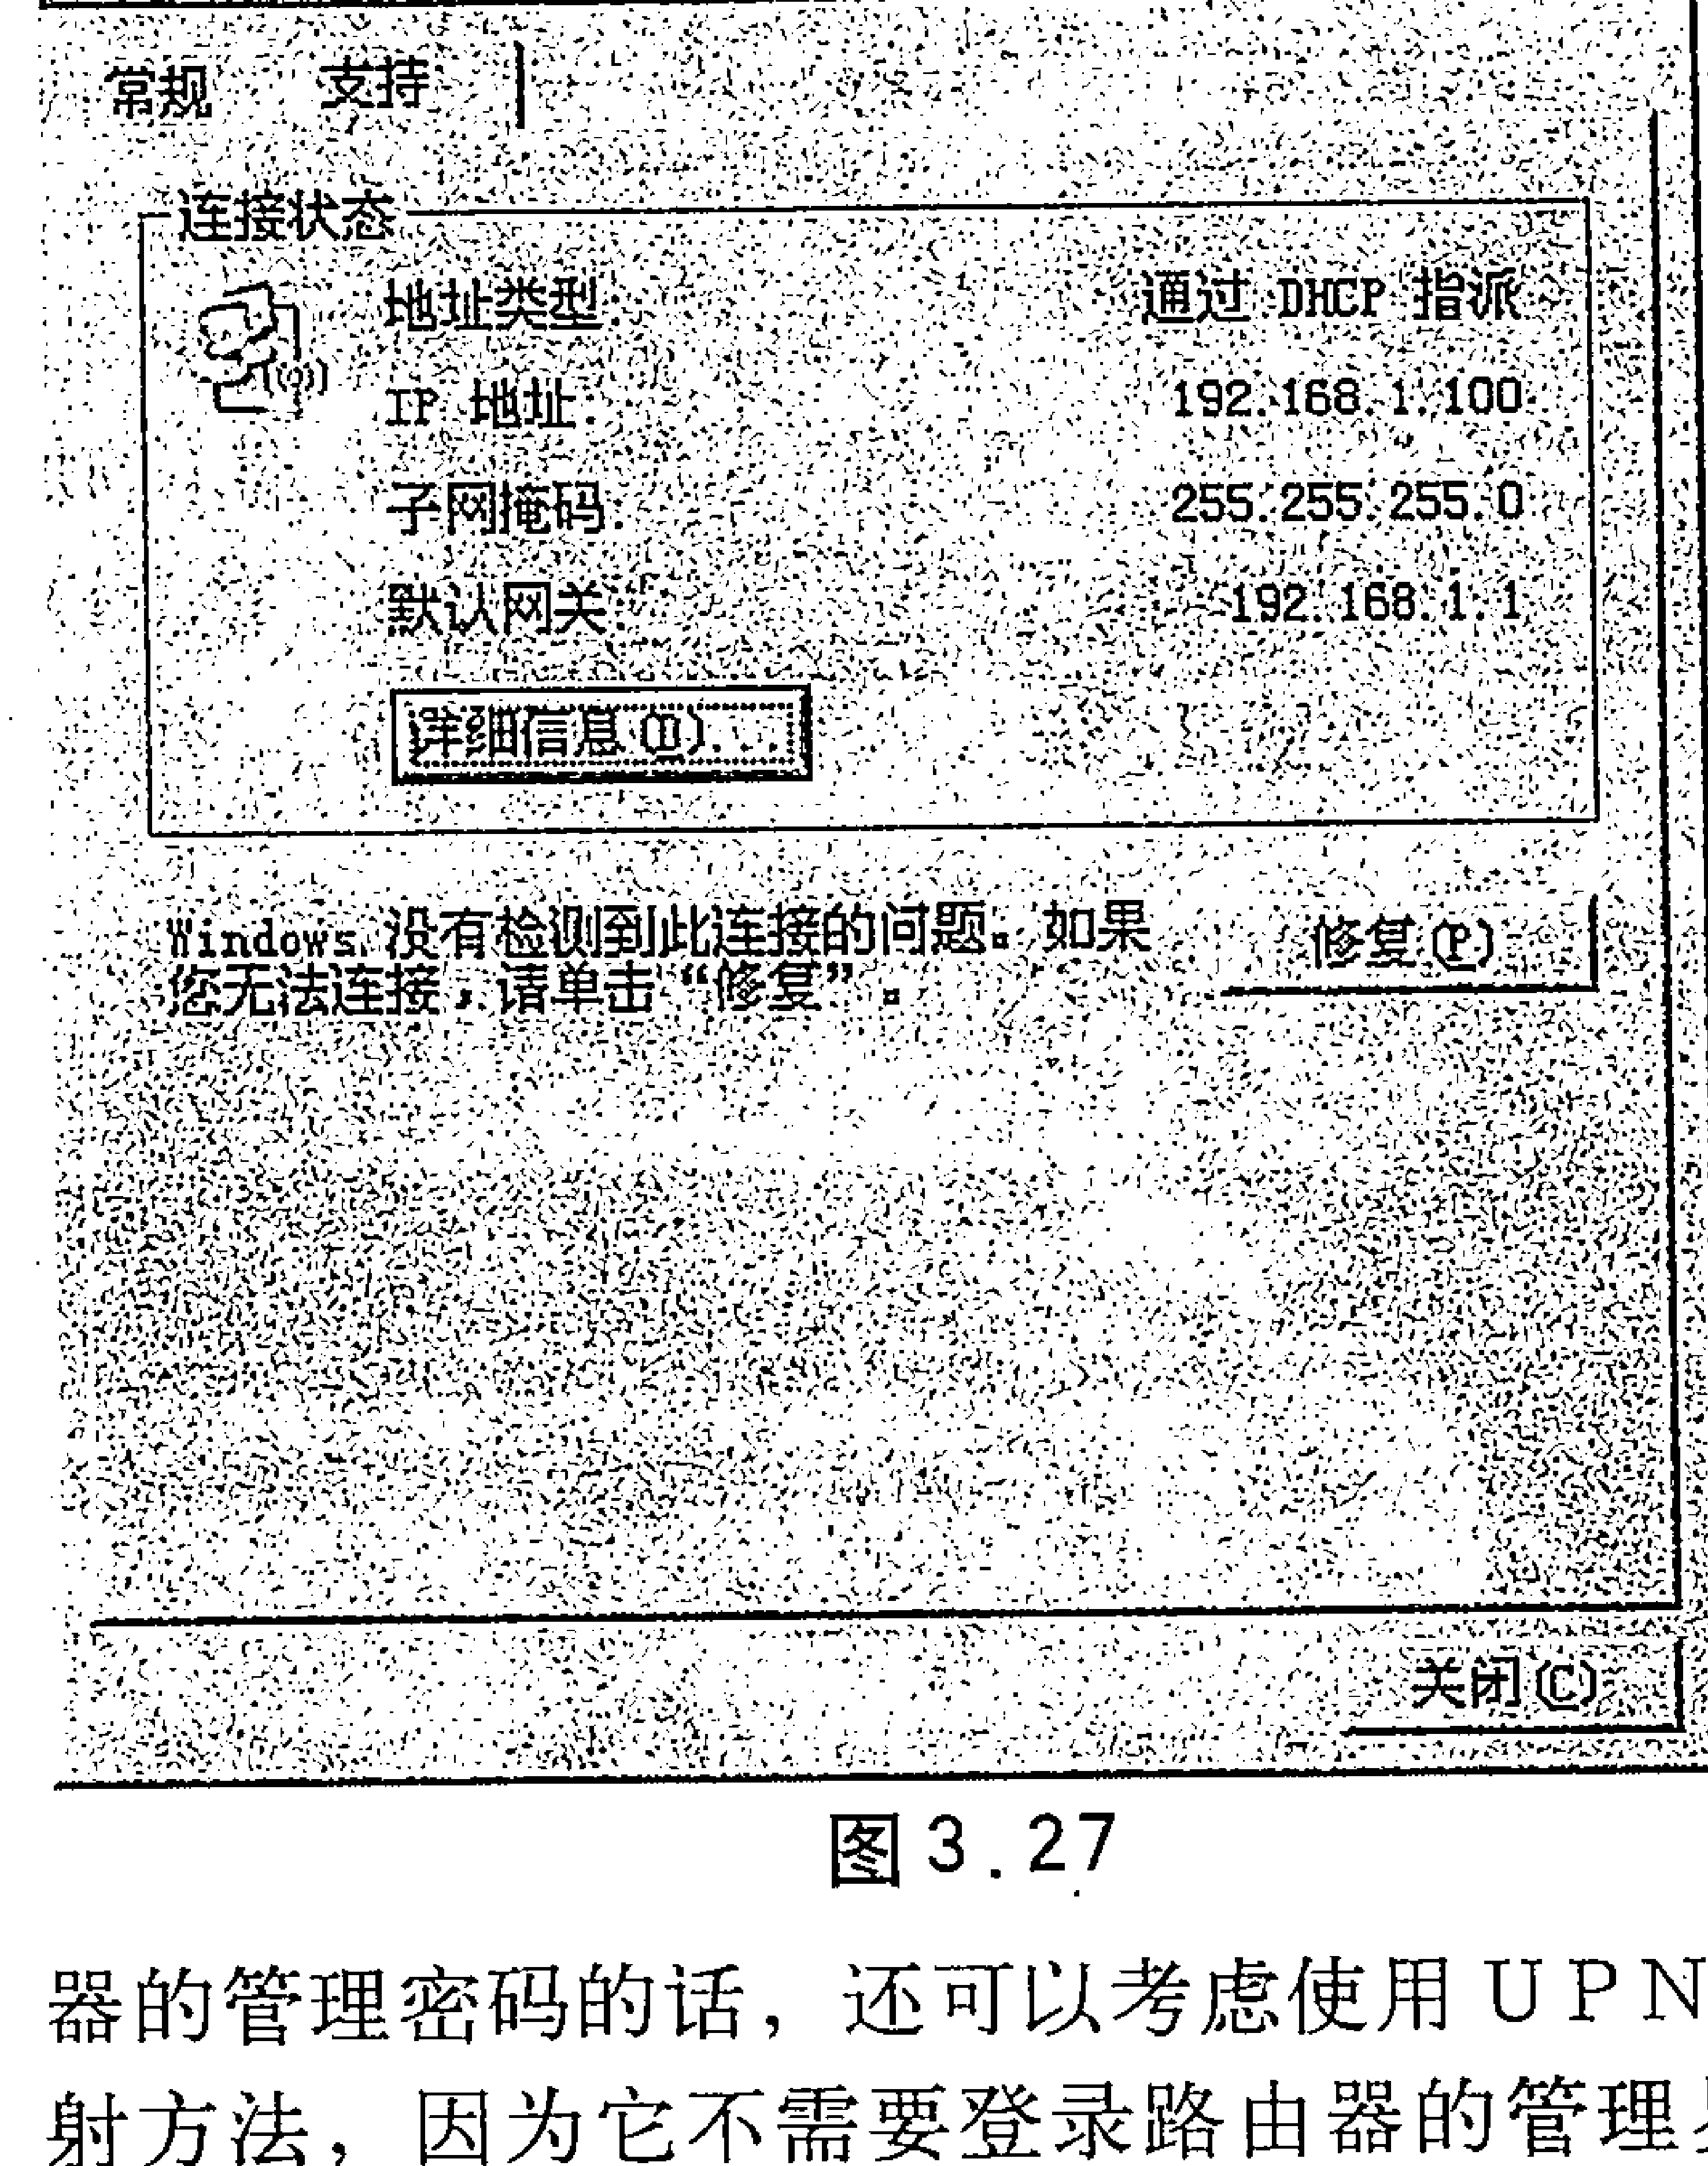 常规 支持
连接状态
地址类型: 通过 DHCP 指派
IP 地址: 192.168.1.100
子网掩码: 255.255.255.0
默认网关: 192.168.1.1
详细信息(D)...
Windows 没有检测到此连接的问题。如果 修复(P)
您无法连接，请单击“修复”。
关闭(C)
图3.27
器的管理密码的话，还可以考虑使用UPN
射方法，因为它不需要登录路由器的管理